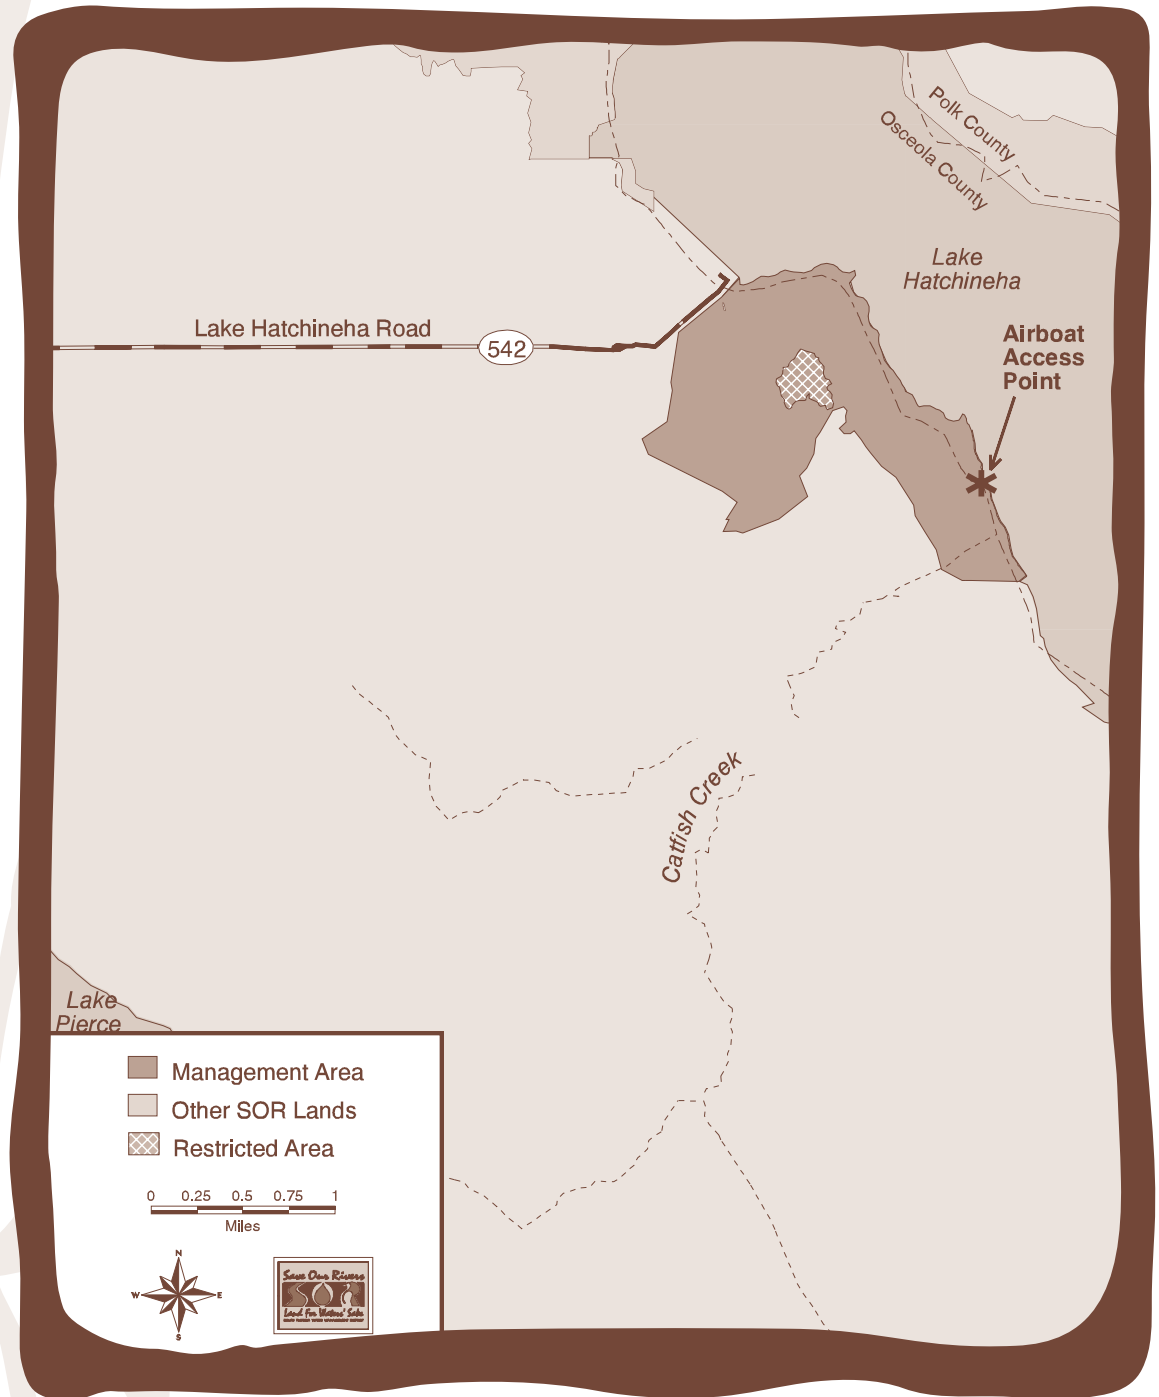 Polk County
Osceola County
Lake
Hatchineha
Lake Hatchineha Road
542
Airboat
Access
Point
Catfish Creek
Lake
Pierce
Management Area
Other SOR Lands
Restricted Area
0 0.25 0.5 0.75 1
Miles
N
W E
S
Save Our Rivers
Land For Waters' Sake